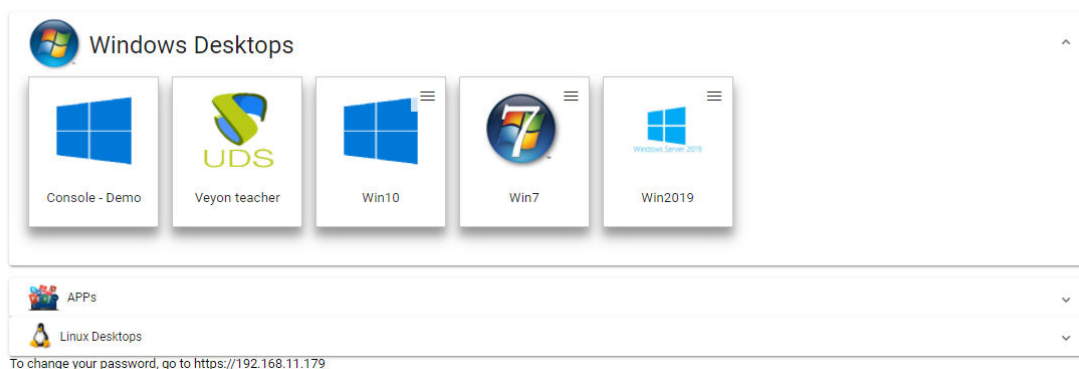 Windows Desktops
UDS
7
Windows Server 2019
Console - Demo
Veyon teacher
Win10
Win7
Win2019
APPs
Linux Desktops
To change your password, go to https://192.168.11.179